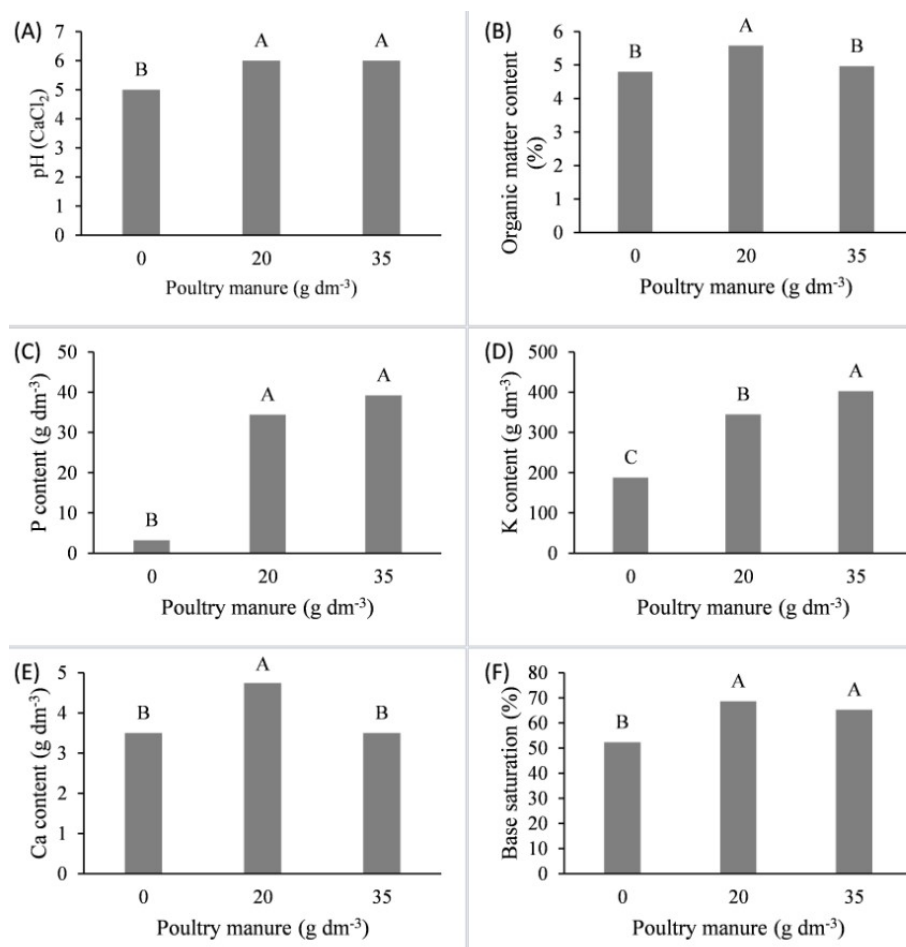 (A)
pH (CaCl₂)
7
6
5
4
3
2
1
0
B
A
A
0 20 35
Poultry manure (g dm⁻³)
(B)
Organic matter content
(%)
6
5
4
3
2
1
0
B
A
B
0 20 35
Poultry manure (g dm⁻³)
(C)
P content (g dm⁻³)
50
40
30
20
10
0
B
A
A
0 20 35
Poultry manure (g dm⁻³)
(D)
K content (g dm⁻³)
500
400
300
200
100
0
C
B
A
0 20 35
Poultry manure (g dm⁻³)
(E)
Ca content (g dm⁻³)
5
4
3
2
1
0
B
A
B
0 20 35
Poultry manure (g dm⁻³)
(F)
Base saturation (%)
80
70
60
50
40
30
20
10
0
B
A
A
0 20 35
Poultry manure (g dm⁻³)